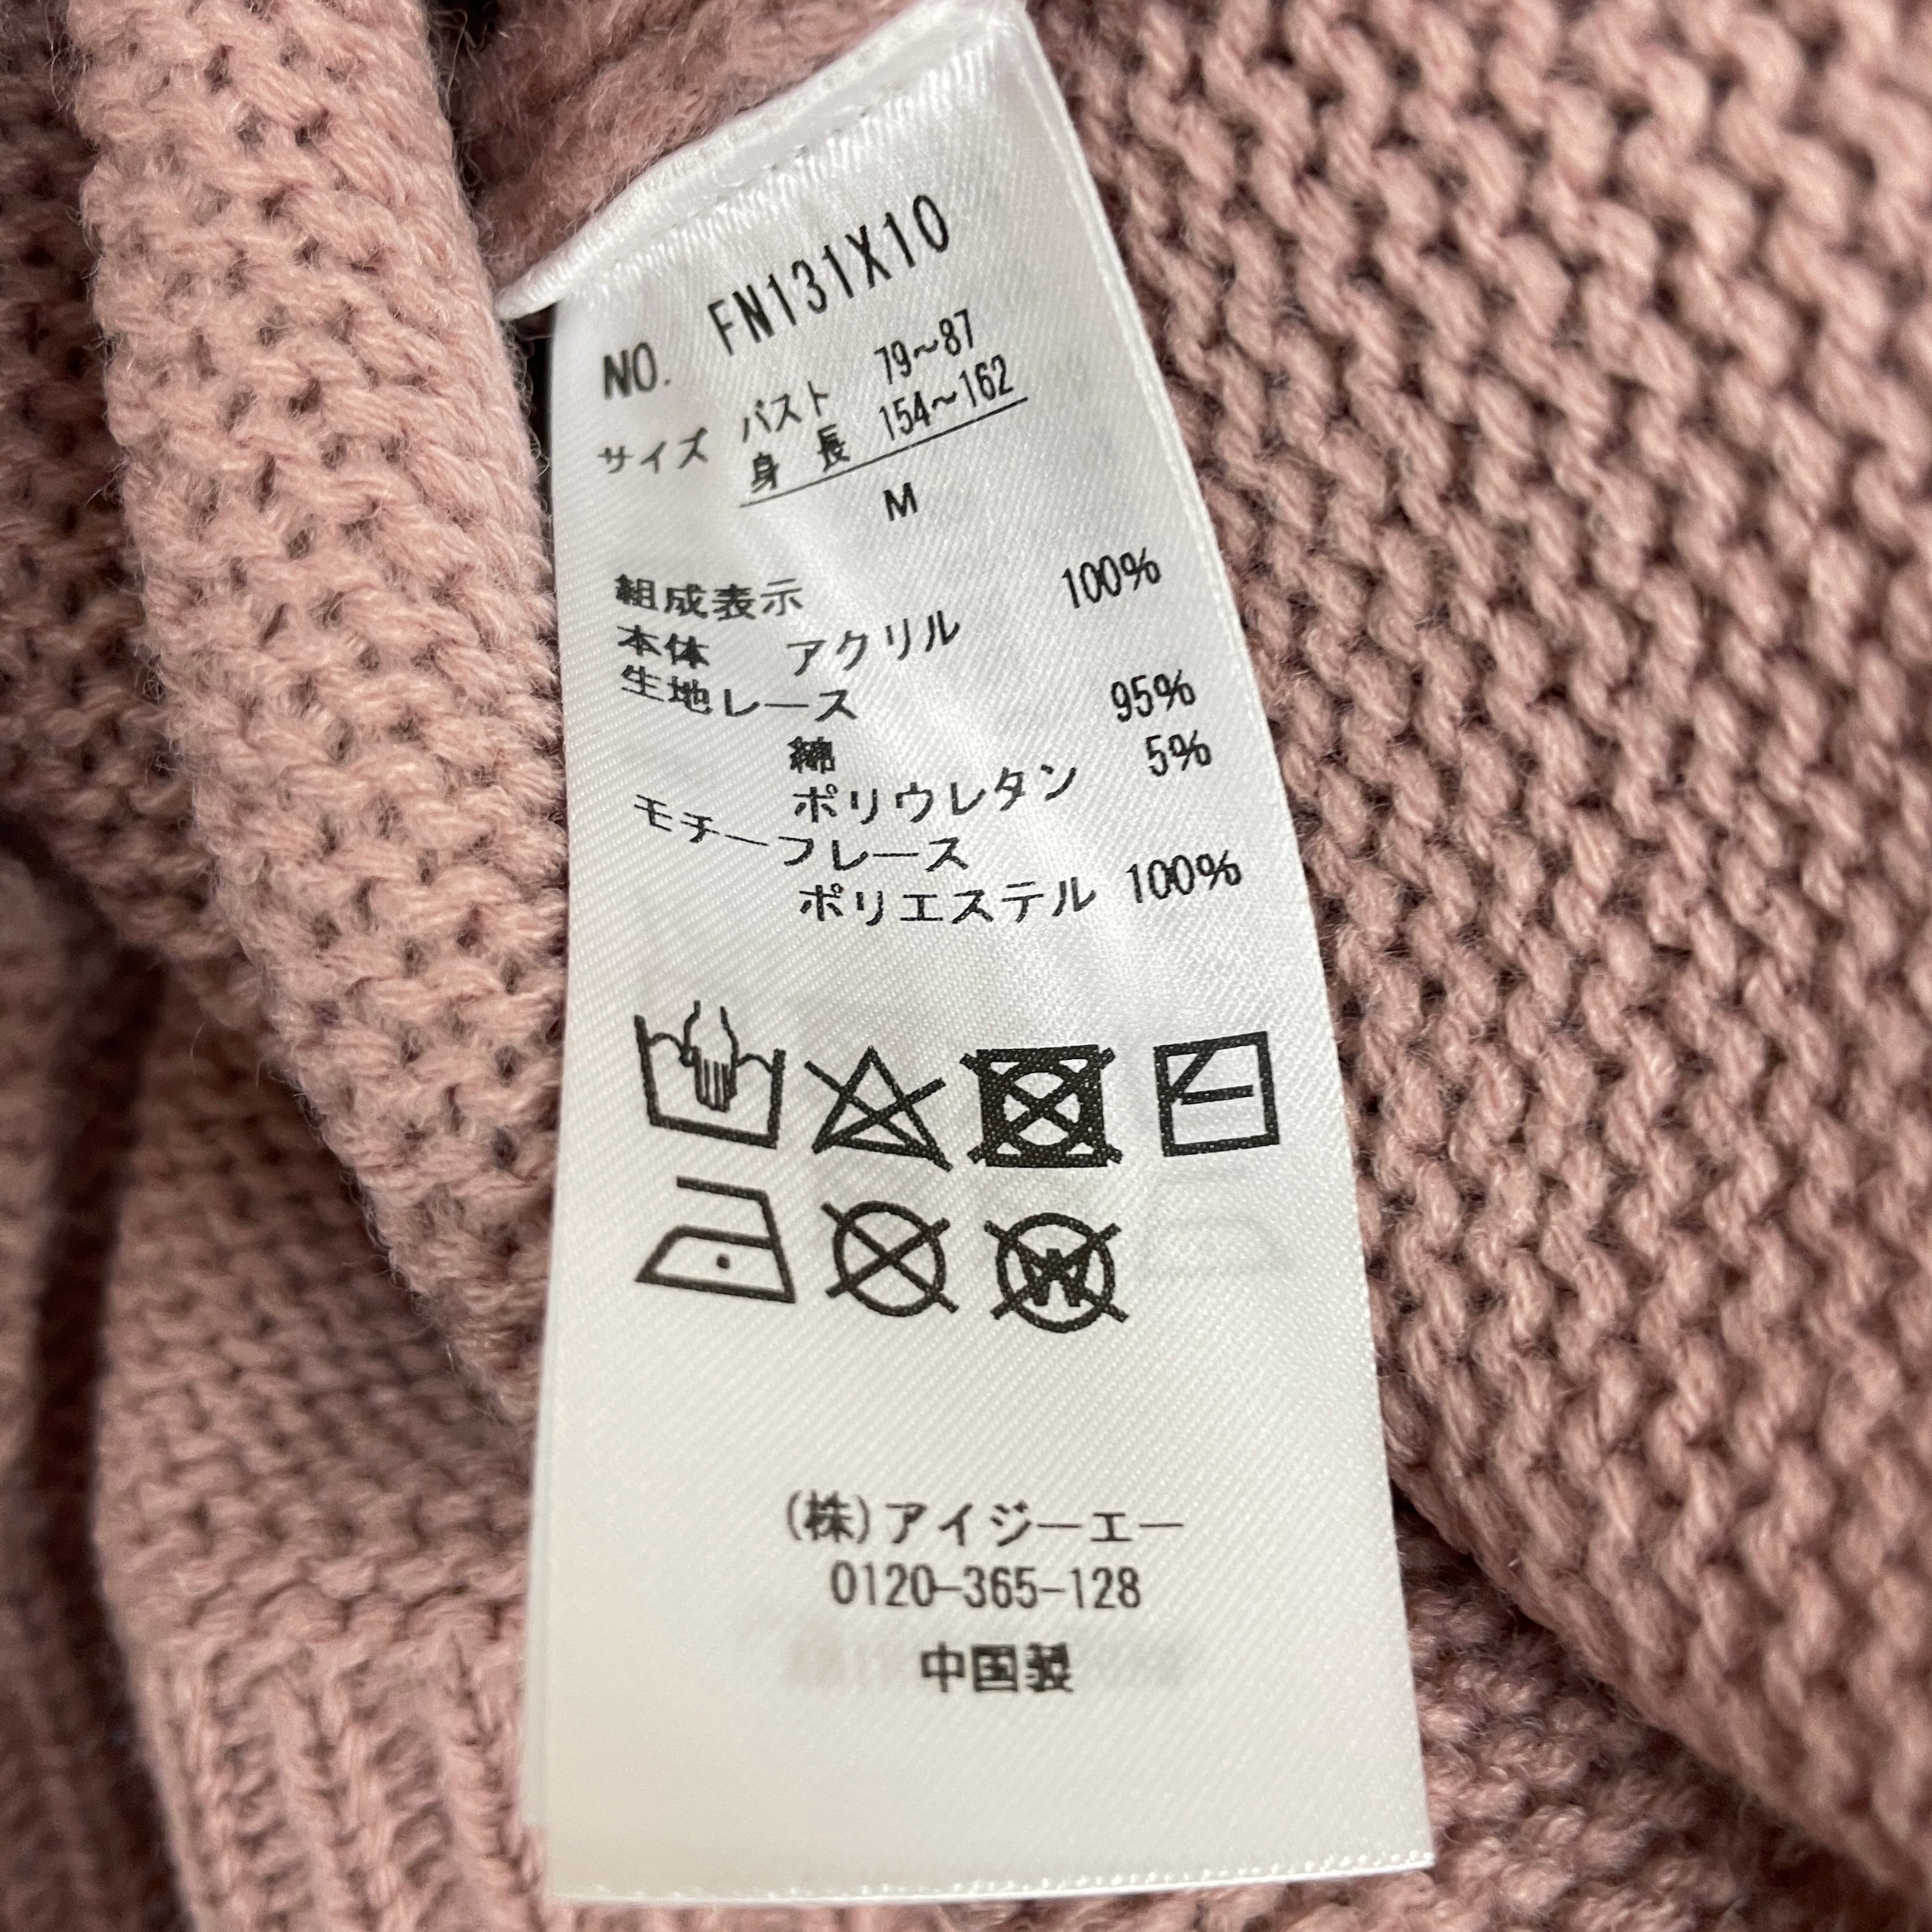 NO. FN131X10
サイズ バスト 79～87
身長 154～162
M
組成表示
本体 アクリル 100%
生地レース
綿 95%
ポリウレタン 5%
モチーフレース
ポリエステル 100%
W
(株)アイジーエー
0120-365-128
中国製